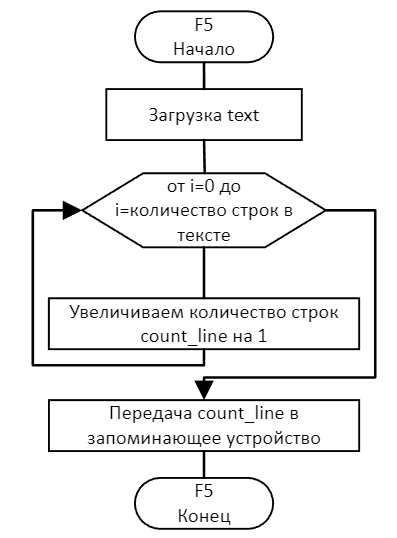 F5
Начало
Загрузка text
от i=0 до
i=количество строк в
тексте
Увеличиваем количество строк
count_line на 1
Передача count_line в
запоминающее устройство
F5
Конец